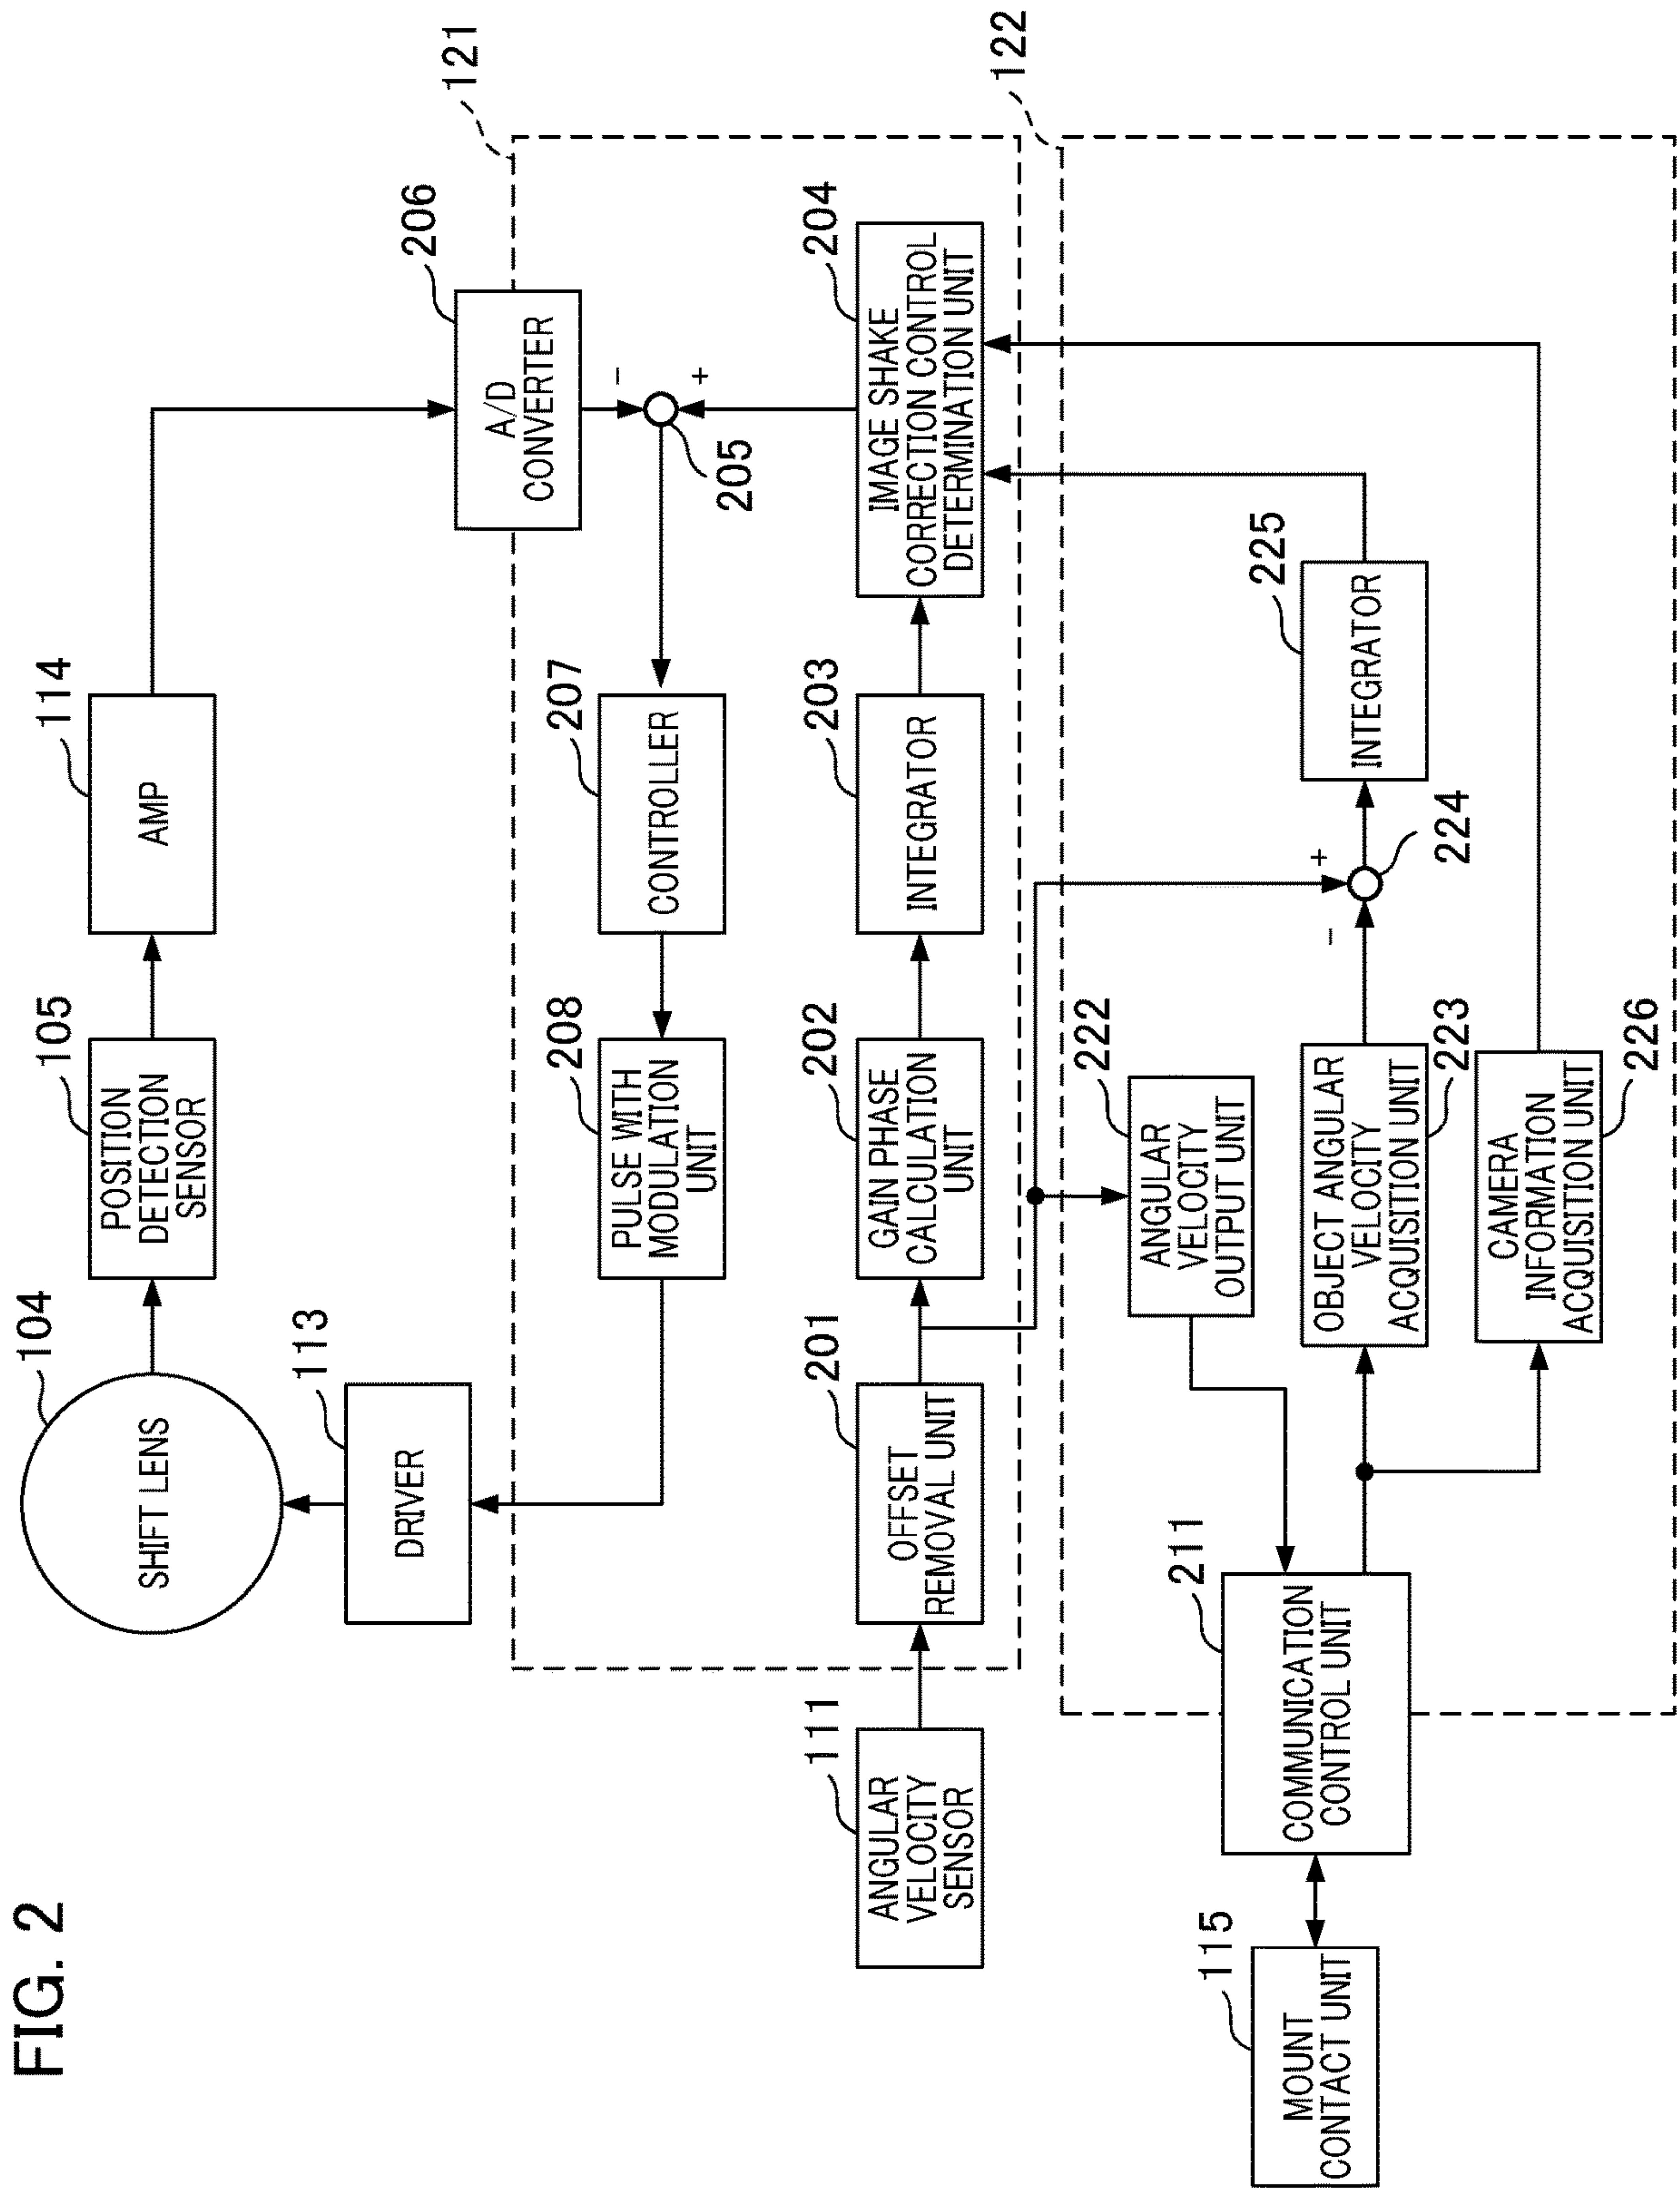 FIG. 2
104
SHIFT LENS
105
POSITION
DETECTION
SENSOR
114
AMP
113
DRIVER
206
A/D
CONVERTER
121
208
PULSE WITH
MODULATION
UNIT
207
CONTROLLER
-
+
205
111
ANGULAR
VELOCITY
SENSOR
201
OFFSET
REMOVAL UNIT
202
GAIN PHASE
CALCULATION
UNIT
203
INTEGRATOR
204
IMAGE SHAKE
CORRECTION CONTROL
DETERMINATION UNIT
122
115
MOUNT
CONTACT UNIT
211
COMMUNICATION
CONTROL UNIT
222
ANGULAR
VELOCITY
OUTPUT UNIT
OBJECT ANGULAR
VELOCITY
ACQUISITION UNIT
223
-
+
224
225
INTEGRATOR
CAMERA
INFORMATION
ACQUISITION UNIT
226